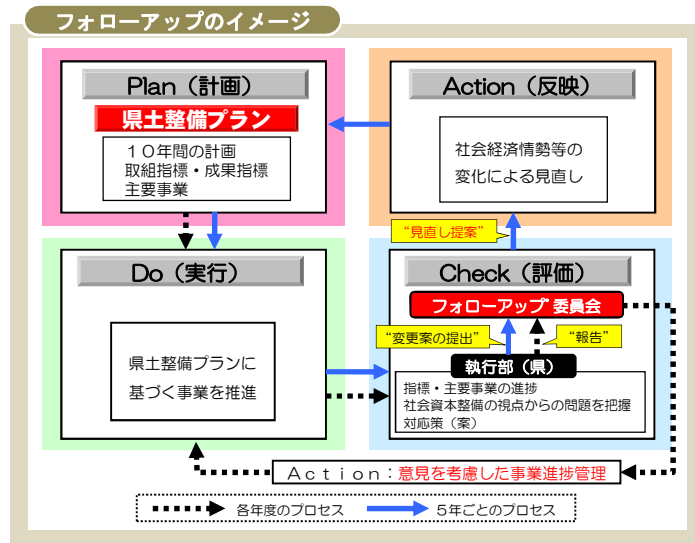 フォローアップのイメージ
Plan（計画）
県土整備プラン
１０年間の計画
取組指標・成果指標
主要事業
Action（反映）
社会経済情勢等の
変化による見直し
“見直し提案”
Do（実行）
県土整備プランに
基づく事業を推進
Check（評価）
フォローアップ委員会
“変更案の提出”
“報告”
執行部（県）
指標・主要事業の進捗
社会資本整備の視点からの問題を把握
対応策（案）
Ａｃｔｉｏｎ：意見を考慮した事業進捗管理
各年度のプロセス
５年ごとのプロセス